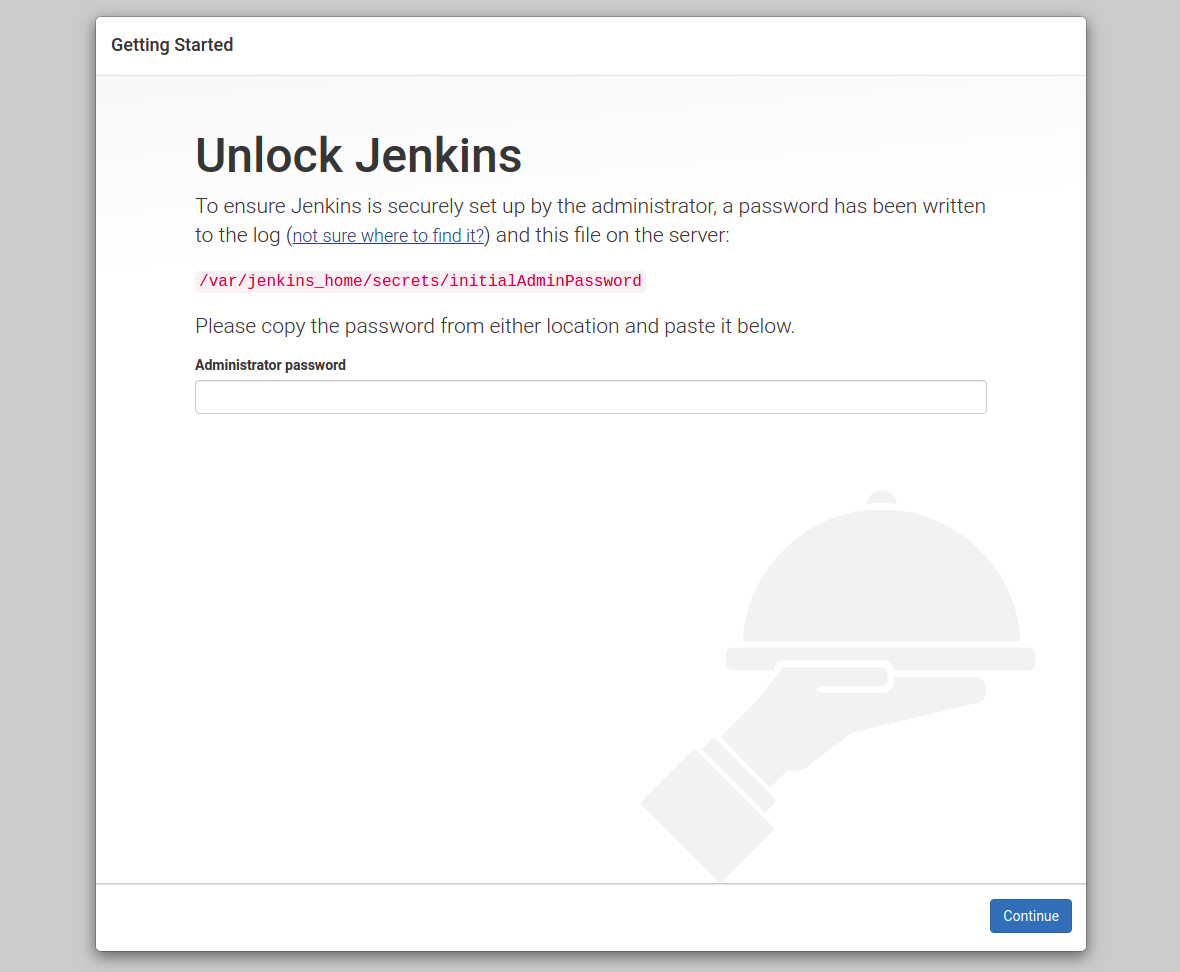 Getting Started
Unlock Jenkins
To ensure Jenkins is securely set up by the administrator, a password has been written
to the log (not sure where to find it?) and this file on the server:
/var/jenkins_home/secrets/initialAdminPassword
Please copy the password from either location and paste it below.
Administrator password
Continue